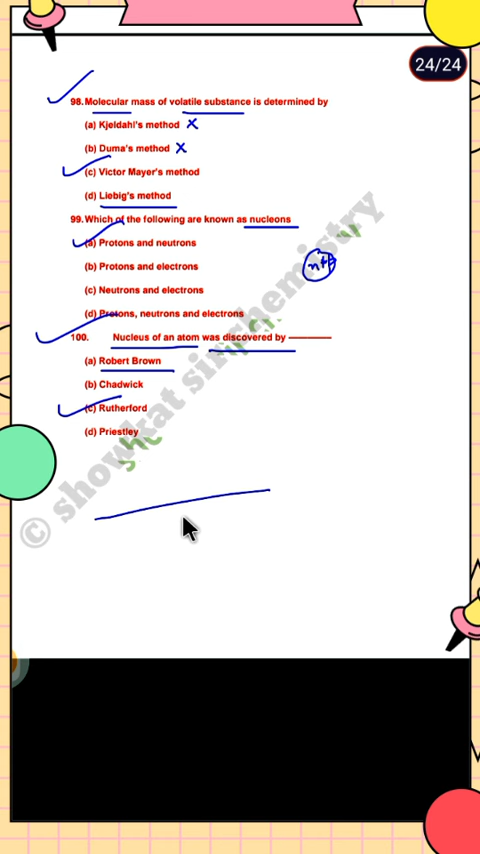 24/24
98. Molecular mass of volatile substance is determined by
(a) Kjeldahl's method
(b) Duma's method
(c) Victor Mayer's method
(d) Liebig's method
99. Which of the following are known as nucleons
(a) Protons and neutrons
n+p
(b) Protons and electrons
(c) Neutrons and electrons
(d) Protons, neutrons and electrons
100. Nucleus of an atom was discovered by ————
(a) Robert Brown
(b) Chadwick
(c) Rutherford
(d) Priestley
© showkat sir chemistry